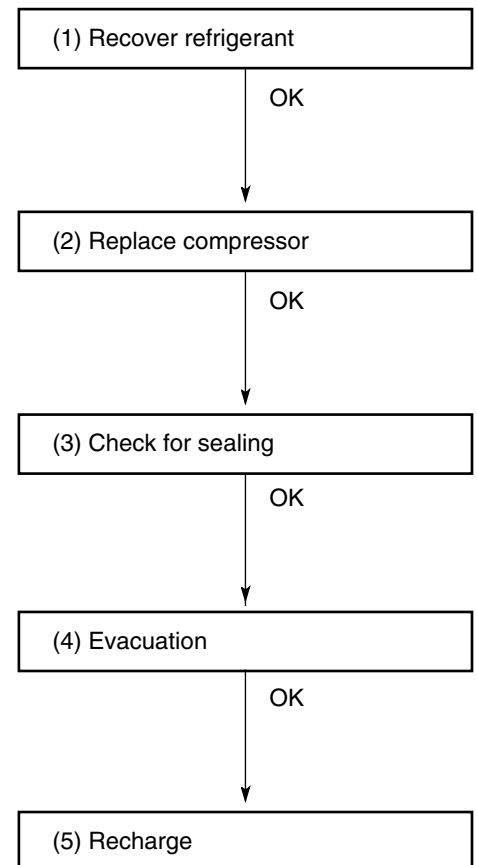 (1) Recover refrigerant
OK
(2) Replace compressor
OK
(3) Check for sealing
OK
(4) Evacuation
OK
(5) Recharge